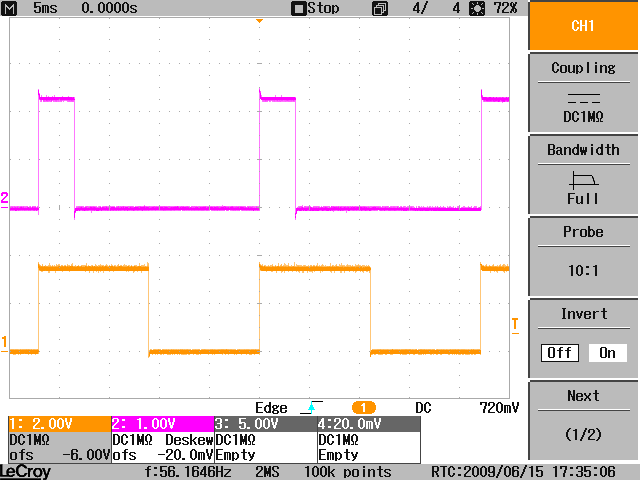 M 5ms 0.0000s Stop 4/ 4 72%
CH1
Coupling
DC1MΩ
Bandwidth
Full
Probe
10:1
Invert
Off On
Next
(1/2)
2
1
T
Edge 1 DC 720mV
1: 2.00V 2: 1.00V 3: 5.00V 4:20.0mV
DC1MΩ DC1MΩ Deskew DC1MΩ DC1MΩ
ofs -6.00V ofs -20.0mV Empty Empty
LeCroy f:56.1646Hz 2MS 100k points RTC:2009/06/15 17:35:06